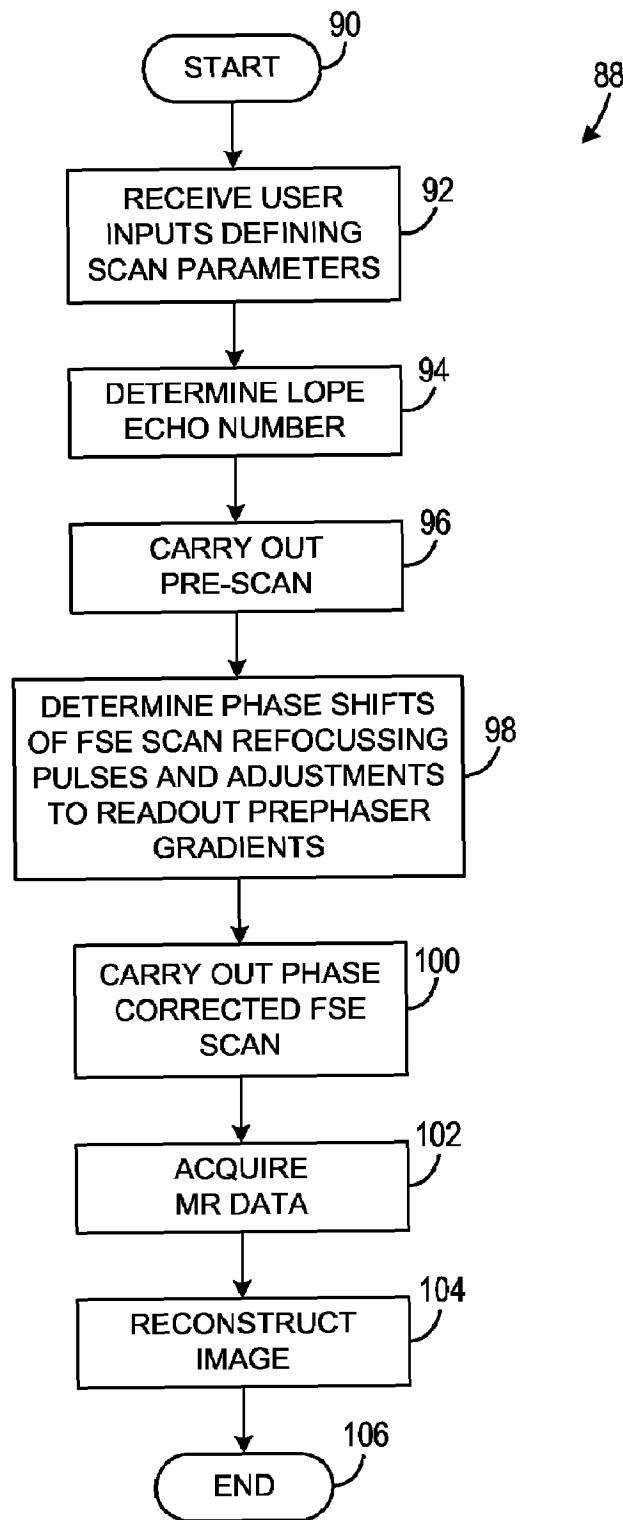 90
START
88
92
RECEIVE USER
INPUTS DEFINING
SCAN PARAMETERS
94
DETERMINE LOPE
ECHO NUMBER
96
CARRY OUT
PRE-SCAN
98
DETERMINE PHASE SHIFTS
OF FSE SCAN REFOCUSSING
PULSES AND ADJUSTMENTS
TO READOUT PREPHASER
GRADIENTS
100
CARRY OUT PHASE
CORRECTED FSE
SCAN
102
ACQUIRE
MR DATA
104
RECONSTRUCT
IMAGE
106
END